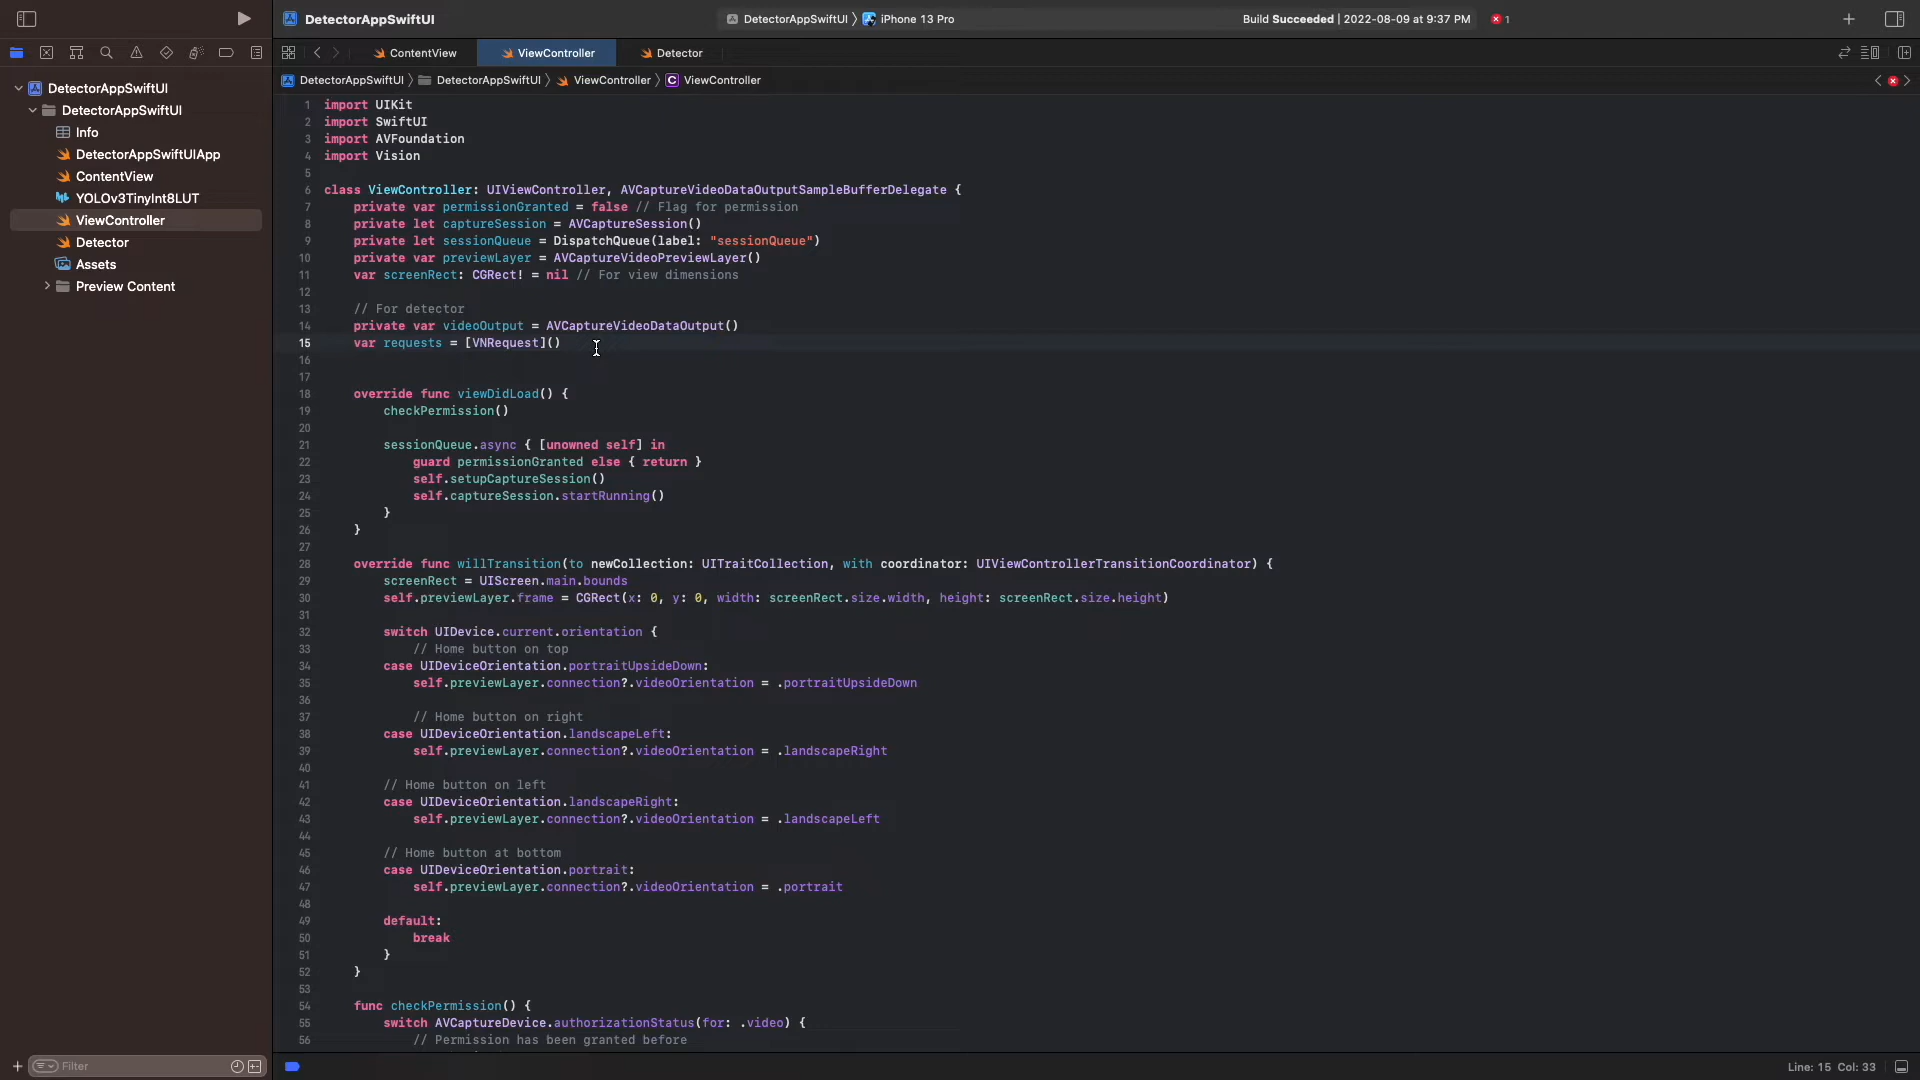 DetectorAppSwiftUI
DetectorAppSwiftUI 〉 iPhone 13 Pro
Build Succeeded | 2022-08-09 at 9:37 PM
1
ContentView
ViewController
Detector
DetectorAppSwiftUI 〉 DetectorAppSwiftUI 〉 ViewController 〉 C ViewController
DetectorAppSwiftUI
DetectorAppSwiftUI
Info
DetectorAppSwiftUIApp
ContentView
YOLOv3TinyInt8LUT
ViewController
Detector
Assets
Preview Content
Filter
1 import UIKit
2 import SwiftUI
3 import AVFoundation
4 import Vision
5
6 class ViewController: UIViewController, AVCaptureVideoDataOutputSampleBufferDelegate {
7 private var permissionGranted = false // Flag for permission
8 private let captureSession = AVCaptureSession()
9 private let sessionQueue = DispatchQueue(label: "sessionQueue")
10 private var previewLayer = AVCaptureVideoPreviewLayer()
11 var screenRect: CGRect! = nil // For view dimensions
12
13 // For detector
14 private var videoOutput = AVCaptureVideoDataOutput()
15 var requests = [VNRequest]()
16
17
18 override func viewDidLoad() {
19 checkPermission()
20
21 sessionQueue.async { [unowned self] in
22 guard permissionGranted else { return }
23 self.setupCaptureSession()
24 self.captureSession.startRunning()
25 }
26 }
27
28 override func willTransition(to newCollection: UITraitCollection, with coordinator: UIViewControllerTransitionCoordinator) {
29 screenRect = UIScreen.main.bounds
30 self.previewLayer.frame = CGRect(x: 0, y: 0, width: screenRect.size.width, height: screenRect.size.height)
31
32 switch UIDevice.current.orientation {
33 // Home button on top
34 case UIDeviceOrientation.portraitUpsideDown:
35 self.previewLayer.connection?.videoOrientation = .portraitUpsideDown
36
37 // Home button on right
38 case UIDeviceOrientation.landscapeLeft:
39 self.previewLayer.connection?.videoOrientation = .landscapeRight
40
41 // Home button on left
42 case UIDeviceOrientation.landscapeRight:
43 self.previewLayer.connection?.videoOrientation = .landscapeLeft
44
45 // Home button at bottom
46 case UIDeviceOrientation.portrait:
47 self.previewLayer.connection?.videoOrientation = .portrait
48
49 default:
50 break
51 }
52 }
53
54 func checkPermission() {
55 switch AVCaptureDevice.authorizationStatus(for: .video) {
56 // Permission has been granted before
Line: 15 Col: 33